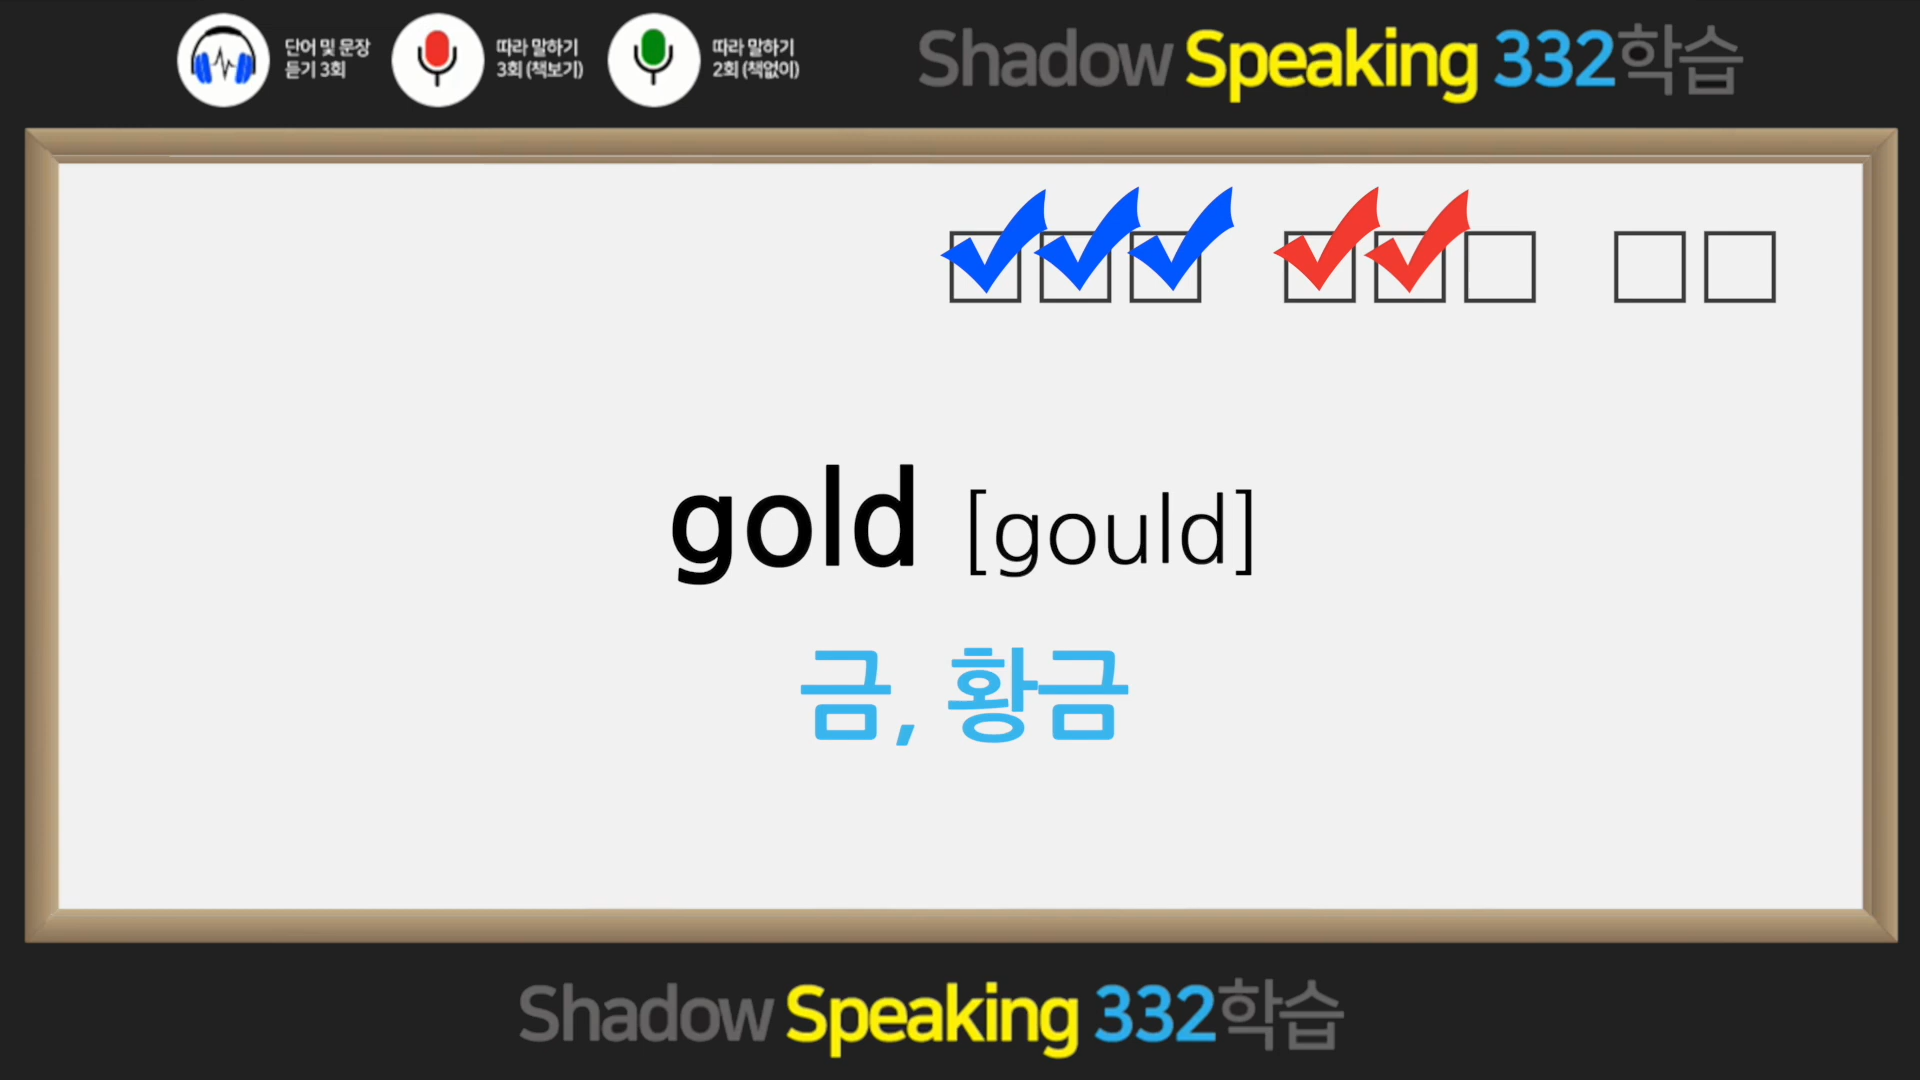 단어 및 문장
듣기 3회
따라 말하기
3회 (책보기)
따라 말하기
2회 (책없이)
Shadow Speaking 332학습
gold [gould]
금, 황금
Shadow Speaking 332학습